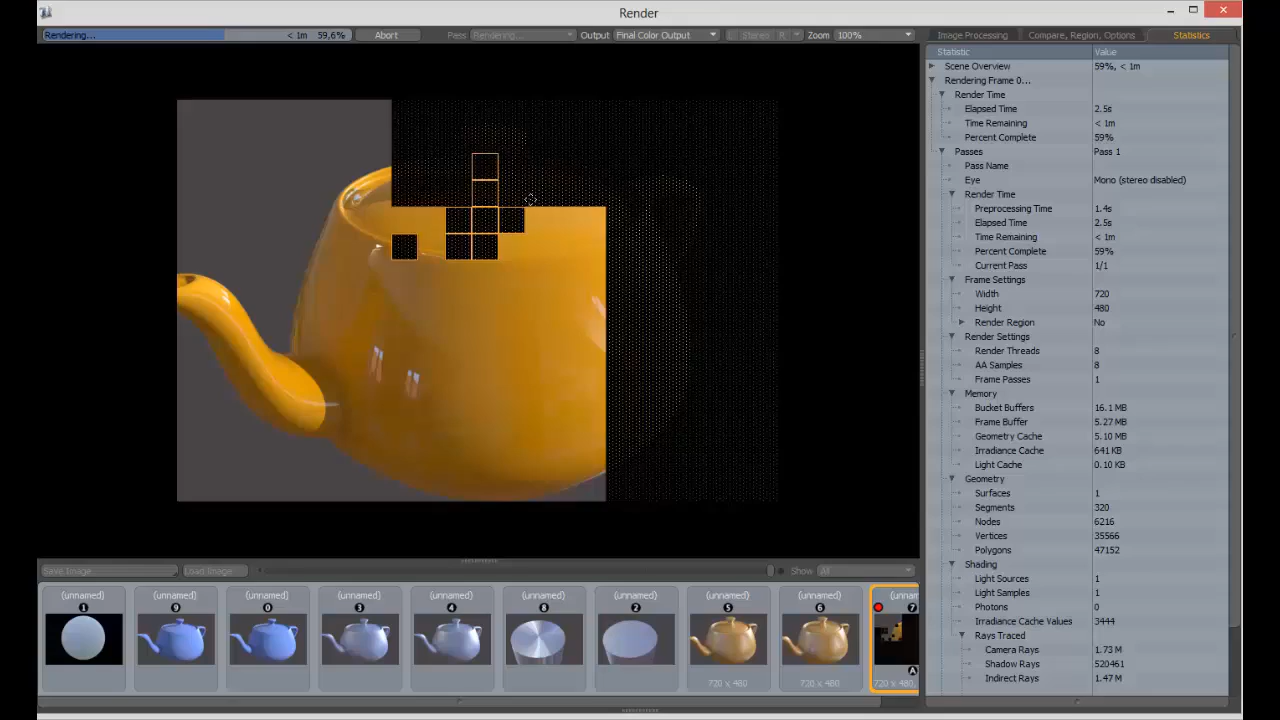 Render
Rendering... < 1m 59,6% Abort Pass Rendering... Output Final Color Output L Stereo R Zoom 100% Image Processing Compare, Region, Options Statistics
Statistic Value
Scene Overview 59%, < 1m
Rendering Frame 0...
Render Time
Elapsed Time 2.5s
Time Remaining < 1m
Percent Complete 59%
Passes Pass 1
Pass Name
Eye Mono (stereo disabled)
Render Time
Preprocessing Time 1.4s
Elapsed Time 2.5s
Time Remaining < 1m
Percent Complete 59%
Current Pass 1/1
Frame Settings
Width 720
Height 480
Render Region No
Render Settings
Render Threads 8
AA Samples 8
Frame Passes 1
Memory
Bucket Buffers 16.1 MB
Frame Buffer 5.27 MB
Geometry Cache 5.10 MB
Irradiance Cache 641 KB
Light Cache 0.10 KB
Geometry
Surfaces 1
Segments 320
Nodes 6216
Vertices 35566
Polygons 47152
Shading
Light Sources 1
Light Samples 1
Photons 0
Irradiance Cache Values 3444
Rays Traced
Camera Rays 1.73 M
Shadow Rays 520461
Indirect Rays 1.47 M
Save Image... Load Image... Show All
(unnamed) (unnamed) (unnamed) (unnamed) (unnamed) (unnamed) (unnamed) (unnamed) (unnamed) (unnam
1 9 0 3 4 8 2 5 6 7
A
720 x 480 720 x 480 720 x 480,